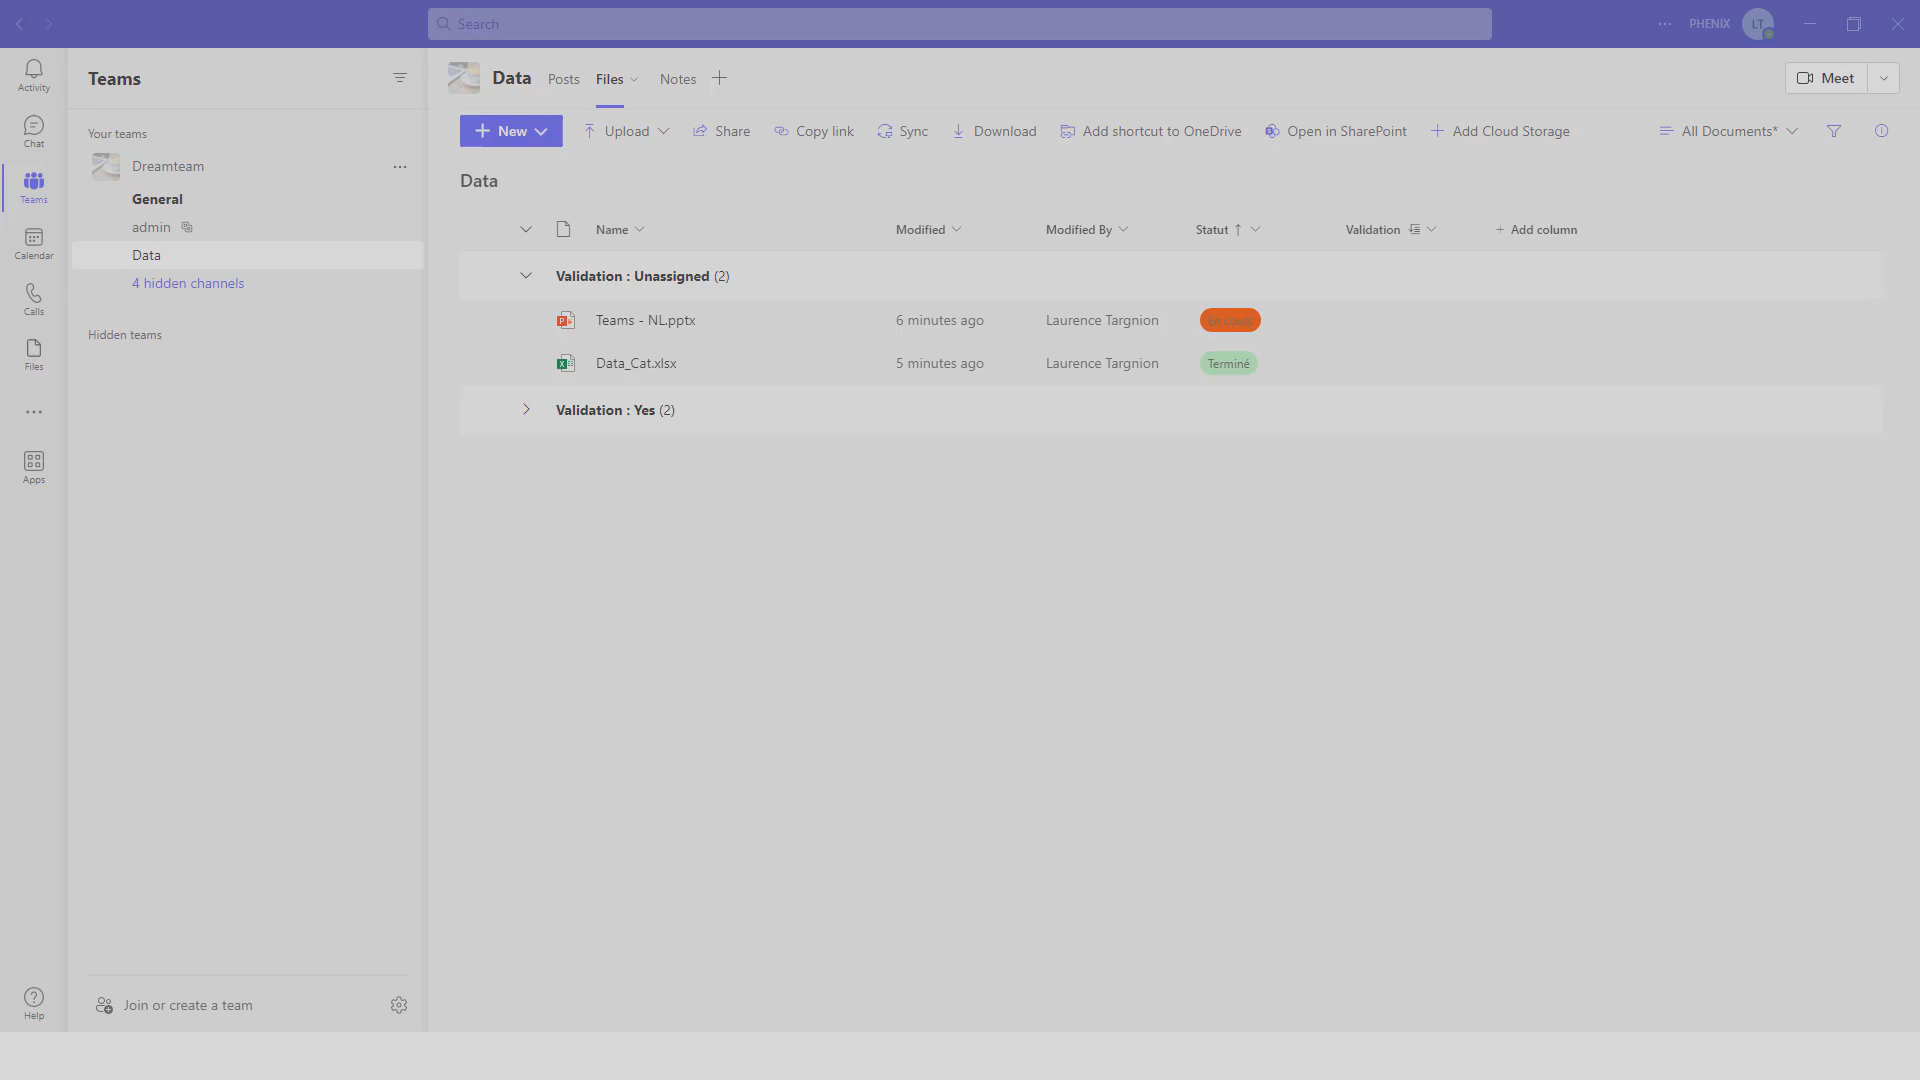 Search
PHENIX
LT
Activity
Chat
Teams
Calendar
Calls
Files
Apps
Help
Teams
Your teams
Dreamteam
General
admin
Data
4 hidden channels
Hidden teams
Join or create a team
Data
Posts
Files
Notes
Meet
New
Upload
Share
Copy link
Sync
Download
Add shortcut to OneDrive
Open in SharePoint
Add Cloud Storage
All Documents*
Data
Name
Modified
Modified By
Statut
Validation
Add column
Validation : Unassigned (2)
Teams - NL.pptx 6 minutes ago Laurence Targnion En cours
Data_Cat.xlsx 5 minutes ago Laurence Targnion Terminé
Validation : Yes (2)